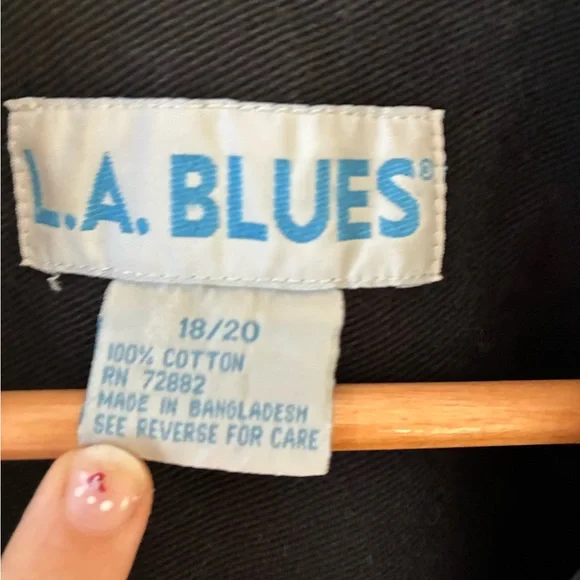 L.A. BLUES®
18/20
100% COTTON
RN 72882
MADE IN BANGLADESH
SEE REVERSE FOR CARE